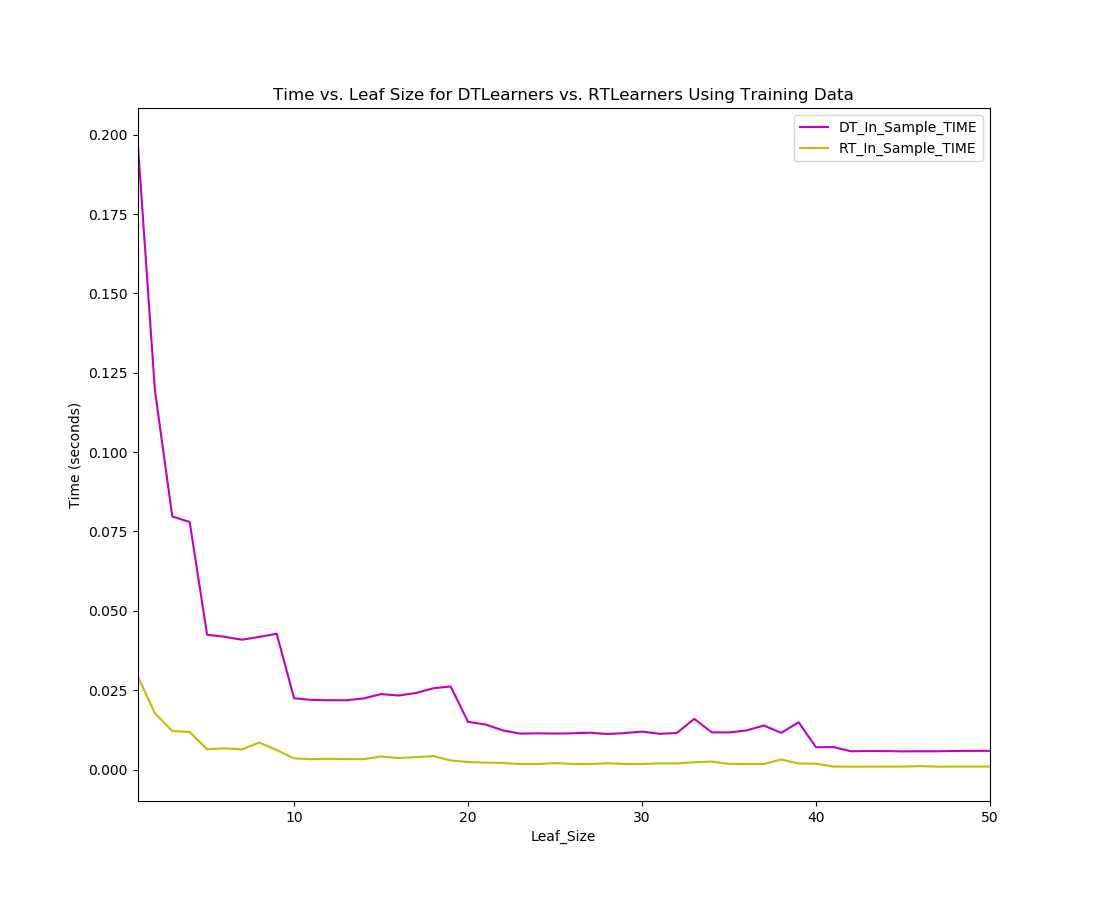 Time vs. Leaf Size for DTLearners vs. RTLearners Using Training Data
DT_In_Sample_TIME
RT_In_Sample_TIME
0.200
0.175
0.150
0.125
0.100
0.075
0.050
0.025
0.000
Time (seconds)
10 20 30 40 50
Leaf_Size